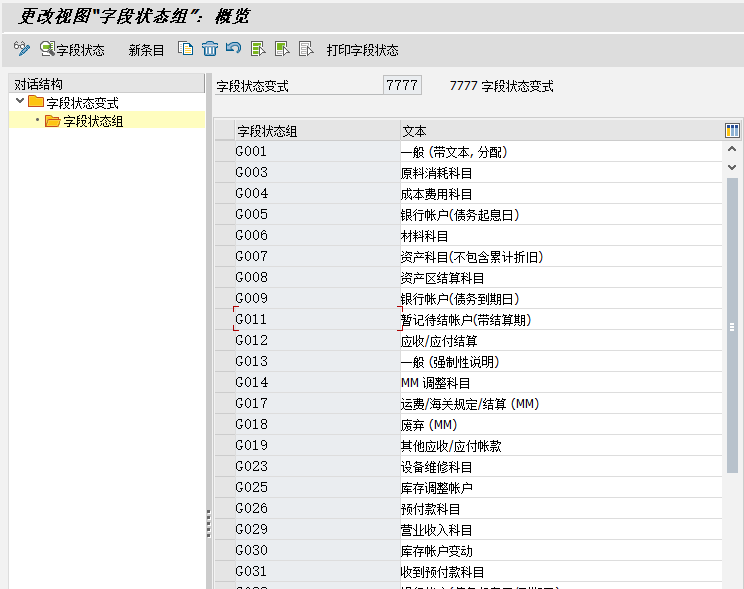 更改视图"字段状态组": 概览
字段状态 新条目 打印字段状态
对话结构
字段状态变式
字段状态组
字段状态变式 7777 7777 字段状态变式
字段状态组 文本
G001 一般 (带文本, 分配)
G003 原料消耗科目
G004 成本费用科目
G005 银行帐户(债务起息日)
G006 材料科目
G007 资产科目(不包含累计折旧)
G008 资产区结算科目
G009 银行帐户(债务到期日)
G011 暂记待结帐户(带结算期)
G012 应收/应付结算
G013 一般 (强制性说明)
G014 MM 调整科目
G017 运费/海关规定/结算 (MM)
G018 废弃 (MM)
G019 其他应收/应付帐款
G023 设备维修科目
G025 库存调整帐户
G026 预付款科目
G029 营业收入科目
G030 库存帐户变动
G031 收到预付款科目